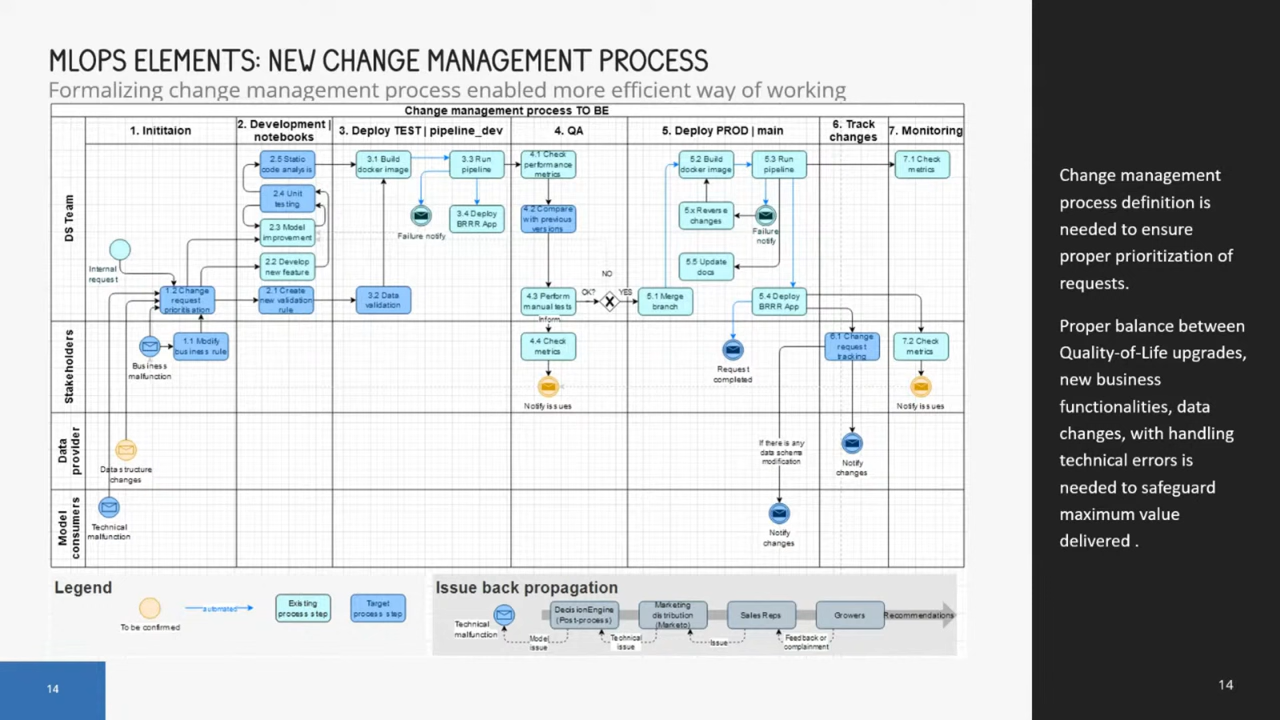 MLOPS ELEMENTS: NEW CHANGE MANAGEMENT PROCESS
Formalizing change management process enabled more efficient way of working
Change management process TO BE
1. Inititaion
2. Development |
notebooks
3. Deploy TEST | pipeline_dev
4. QA
5. Deploy PROD | main
6. Track
changes
7. Monitoring
DS Team
2.5 Static
code analysis
2.4 Unit
testing
2.3 Model
improvement
2.2 Develop
new feature
2.1 Create
new validation
rule
Internal
request
1.2 Change
request
prioritisation
3.1 Build
docker image
3.3 Run
pipeline
Failure notify
3.4 Deploy
BRRR App
3.2 Data
validation
4.1 Check
performance
metrics
4.2 Compare
with previous
versions
4.3 Perform
manual tests
OK?
NO
YES
Inform
5.1 Merge
branch
5.2 Build
docker image
5.3 Run
pipeline
5.x Reverse
changes
Failure
notify
5.5 Update
docs
5.4 Deploy
BRRR App
7.1 Check
metrics
Stakeholders
Business
malfunction
1.1 Modify
business rule
4.4 Check
metrics
Notify issues
Request
completed
6.1 Change
request
tracking
7.2 Check
metrics
Notify issues
Data
provider
Data structure
changes
If there is any
data schema
modification
Notify
changes
Model
consumers
Technical
malfunction
Notify
changes
Legend
To be confirmed
automated
Existing
process step
Target
process step
Issue back propagation
Technical
malfunction
DecisionEngine
(Post-process)
Marketing
distribution
(Marketo)
Sales Reps
Growers
Recommendations
Model
issue
Technical
issue
Issue
Feedback or
complainment
Change management
process definition is
needed to ensure
proper prioritization of
requests.
Proper balance between
Quality-of-Life upgrades,
new business
functionalities, data
changes, with handling
technical errors is
needed to safeguard
maximum value
delivered .
14
14